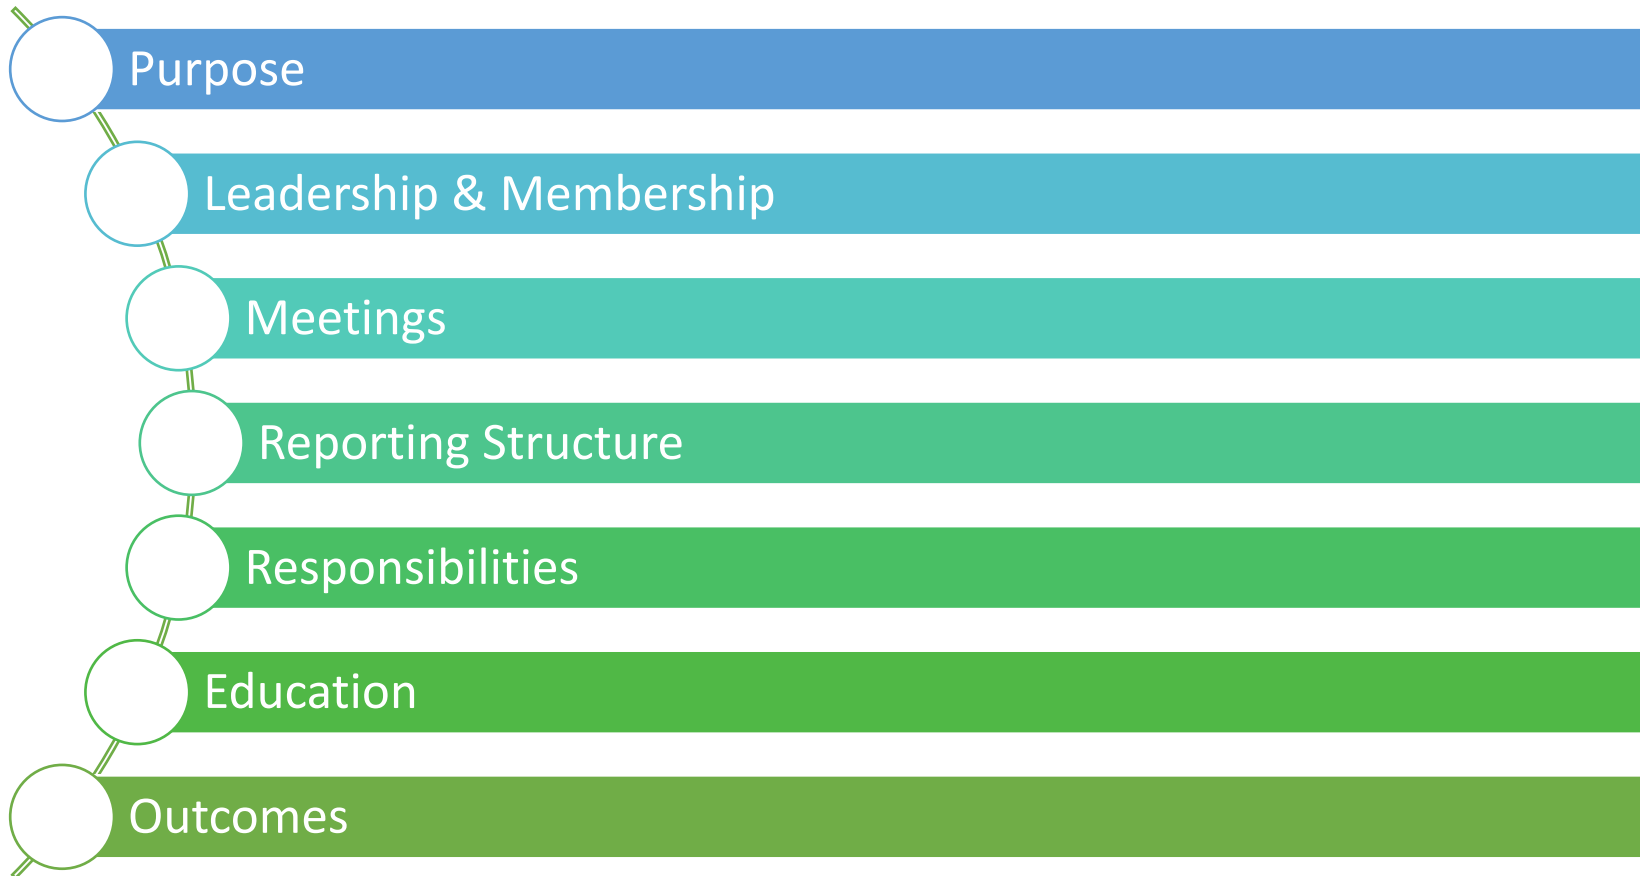 Purpose
Leadership & Membership
Meetings
Reporting Structure
Responsibilities
Education
Outcomes